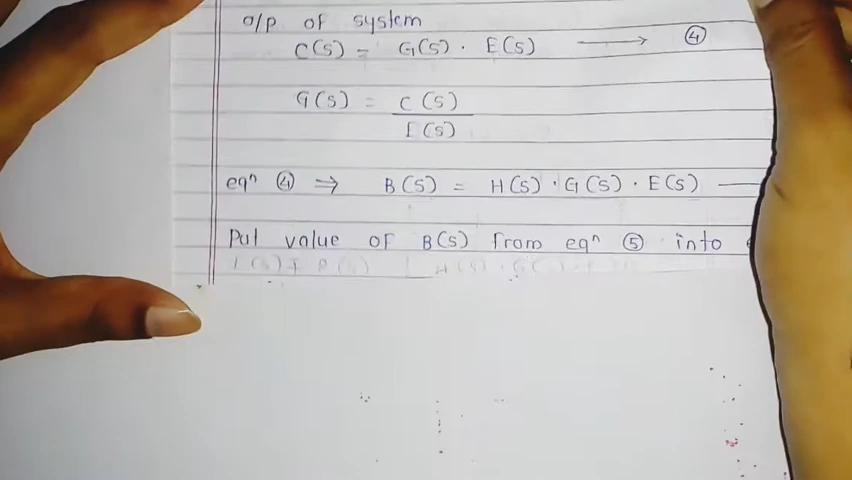 o/p of system
C(S) = G(S) · E(S) ⟶ ④
G(S) = C(S)
E(S)
eqⁿ ④ ⇒ B(S) = H(S) · G(S) · E(S)
Put value of B(S) from eqⁿ ⑤ into